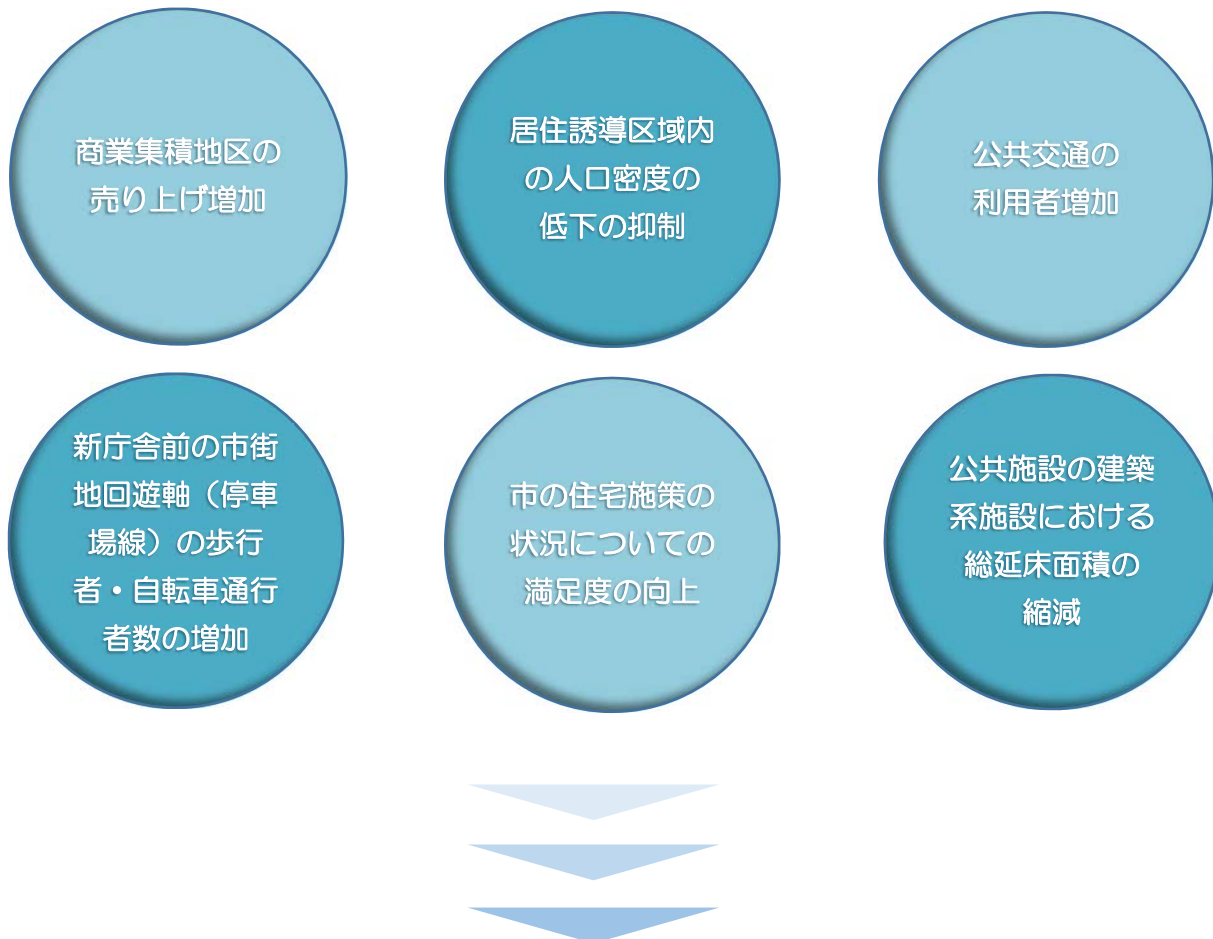 商業集積地区の
売り上げ増加
居住誘導区域内
の人口密度の
低下の抑制
公共交通の
利用者増加
新庁舎前の市街
地回遊軸（停車
場線）の歩行
者・自転車通行
者数の増加
市の住宅施策の
状況についての
満足度の向上
公共施設の建築
系施設における
総延床面積の
縮減